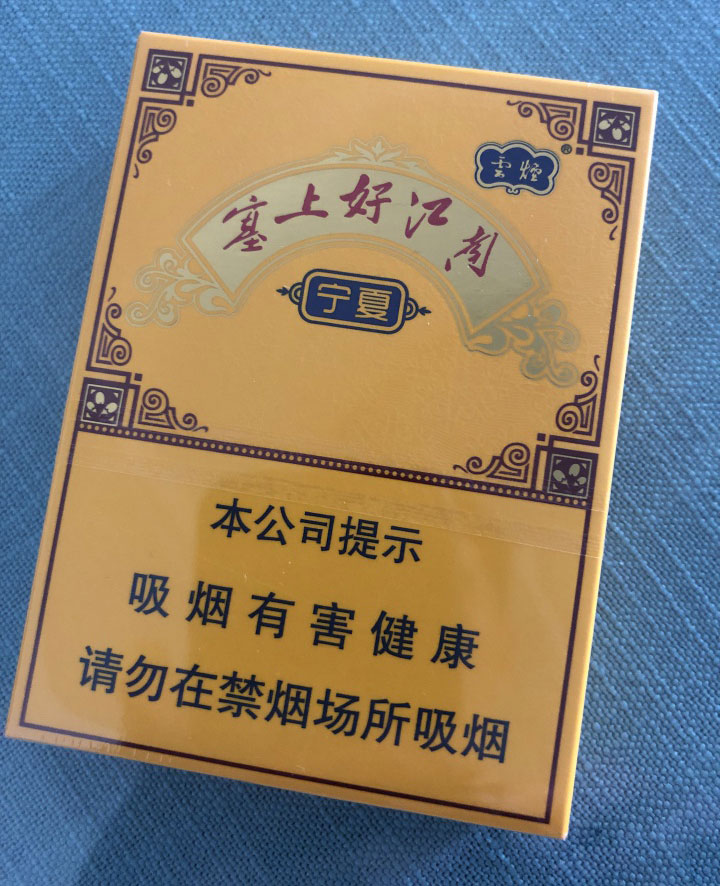 雲煙®
塞上好江南
宁夏
本公司提示
吸烟有害健康
请勿在禁烟场所吸烟